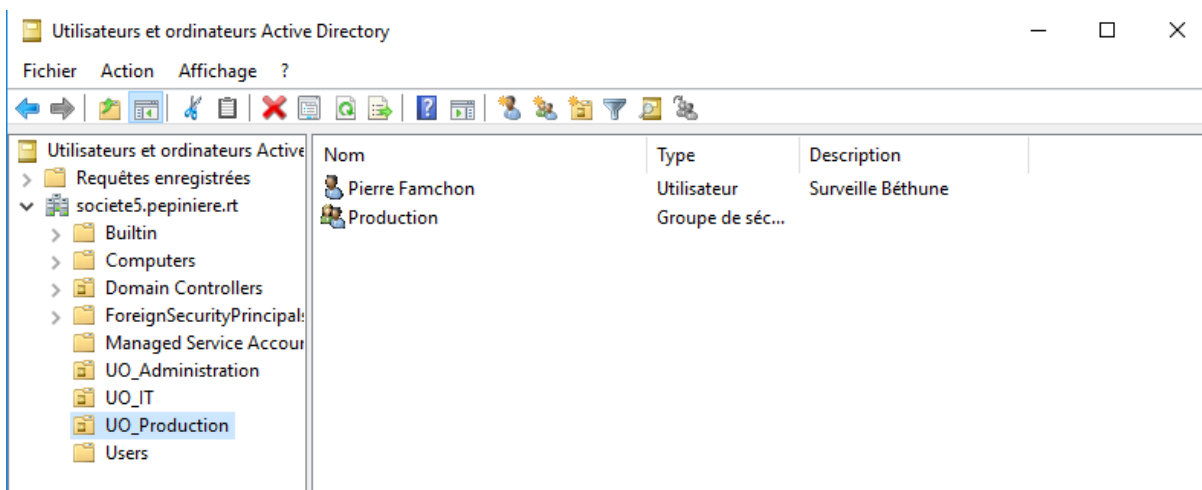 Utilisateurs et ordinateurs Active Directory
Fichier Action Affichage ?
Utilisateurs et ordinateurs Active
Requêtes enregistrées
societe5.pepiniere.rt
Builtin
Computers
Domain Controllers
ForeignSecurityPrincipals
Managed Service Accour
UO_Administration
UO_IT
UO_Production
Users
Nom Type Description
Pierre Famchon Utilisateur Surveille Béthune
Production Groupe de séc...